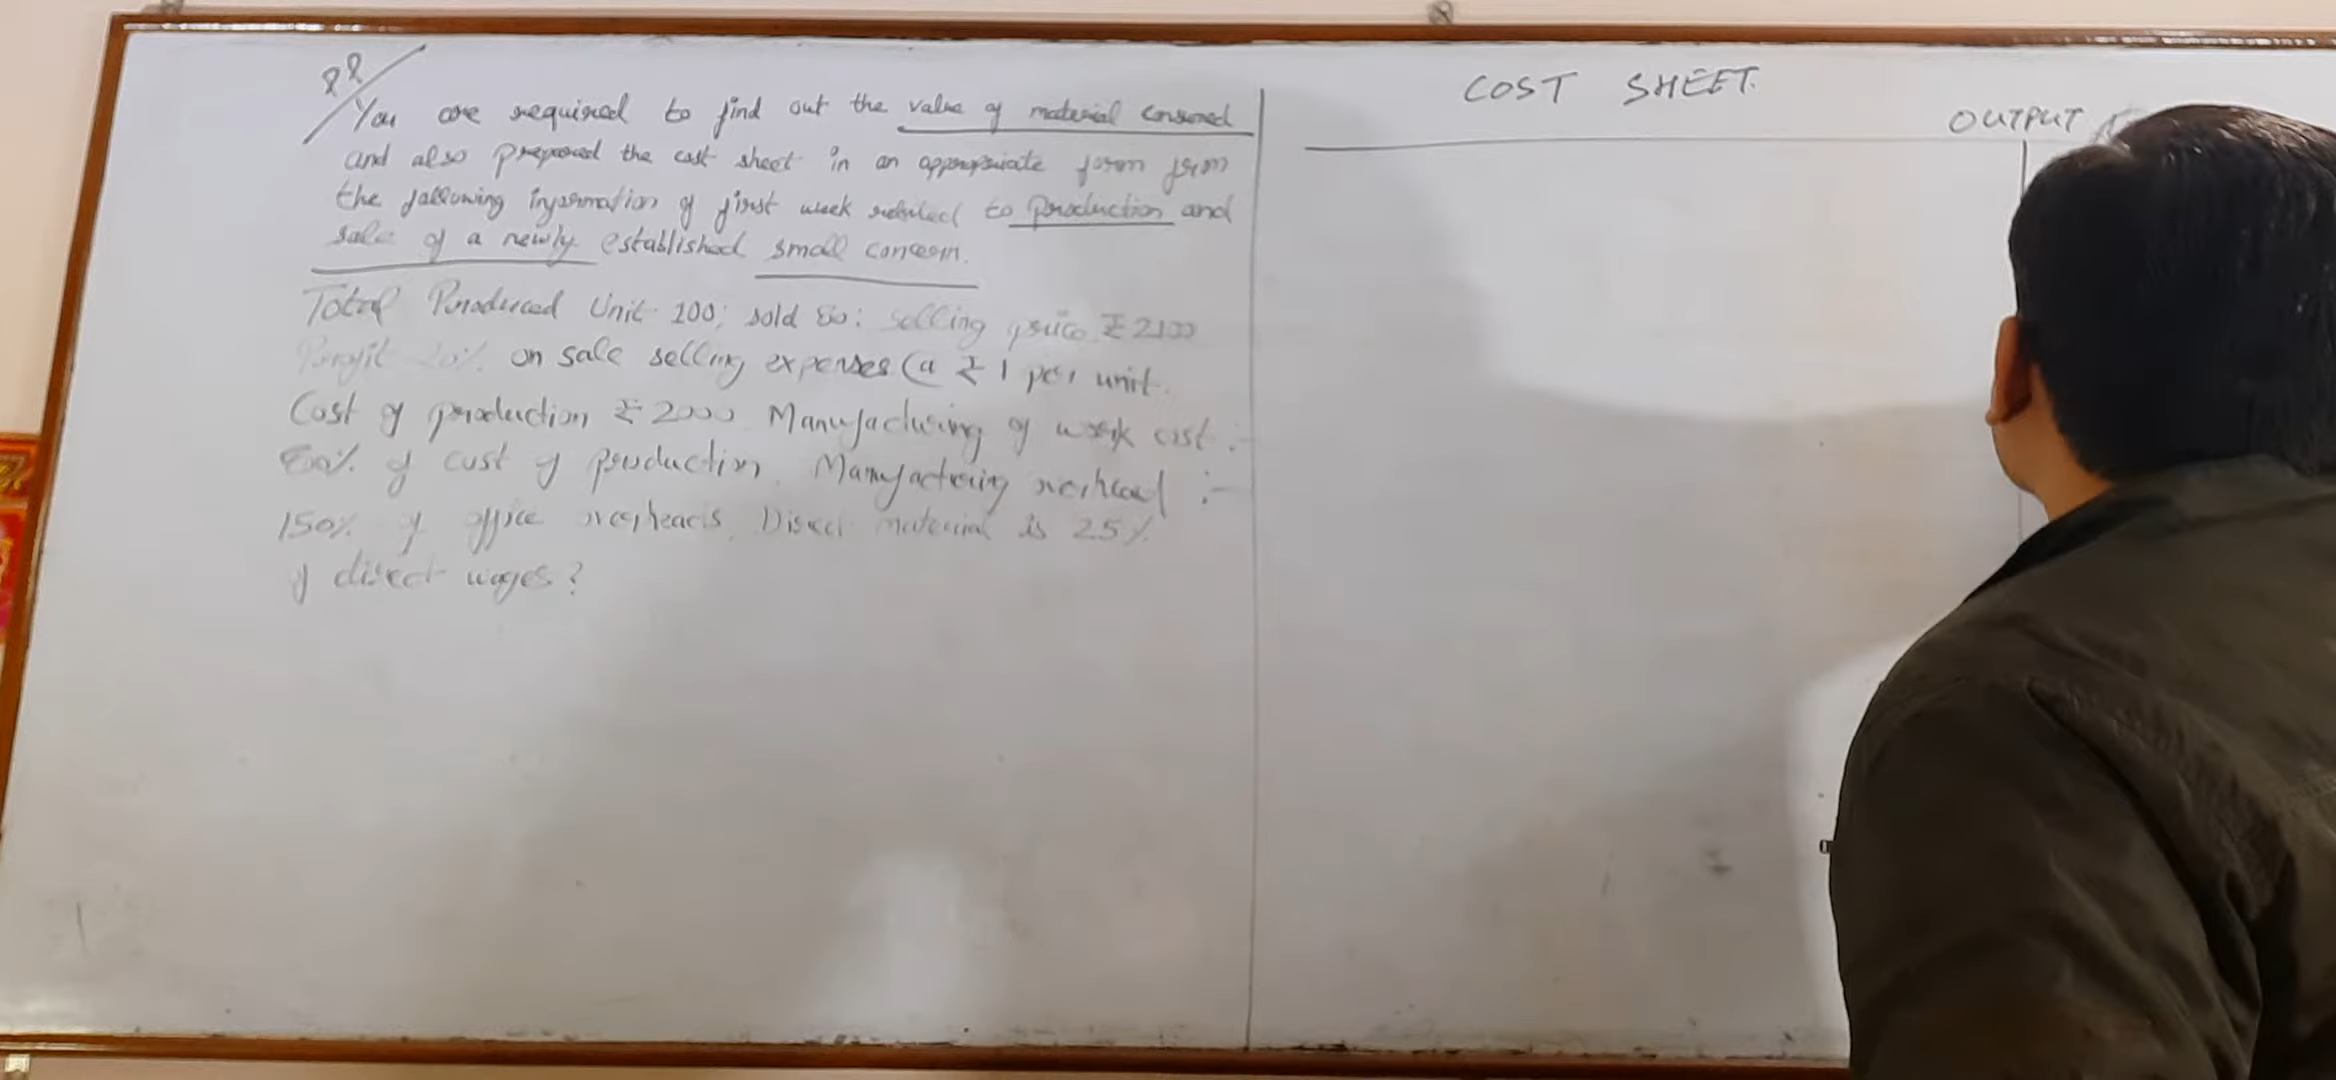 You are required to find out the value of material consumed
and also prepared the cost sheet in an appropriate form from
the following information of first week related to production and
sale of a newly established small concern.
Total Produced Unit 100; sold 80: selling price ₹ 2100
Profit 20% on sale selling expenses @ ₹ 1 per unit.
Cost of production ₹ 2000 Manufacturing of work cost :-
80% of cost of production. Manufacturing overhead :-
150% of office overheads. Direct material is 25%
of direct wages?
COST SHEET.
OUTPUT